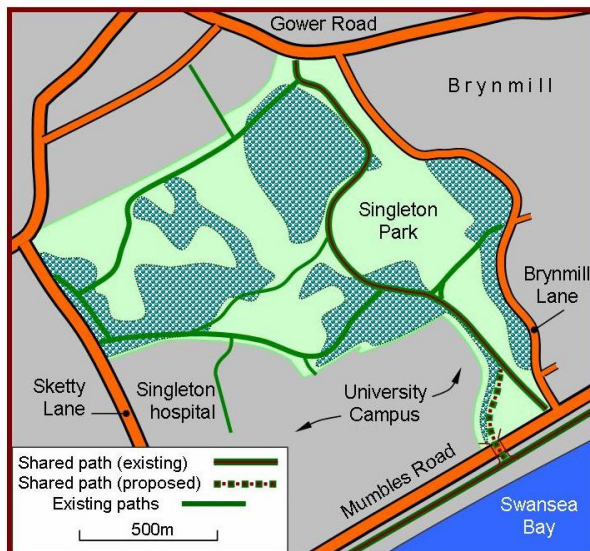 Gower Road
Brynmill
Singleton
Park
Brynmill
Lane
Sketty
Lane
Singleton
hospital
University
Campus
Mumbles Road
Shared path (existing)
Shared path (proposed)
Existing paths
500m
Swansea
Bay